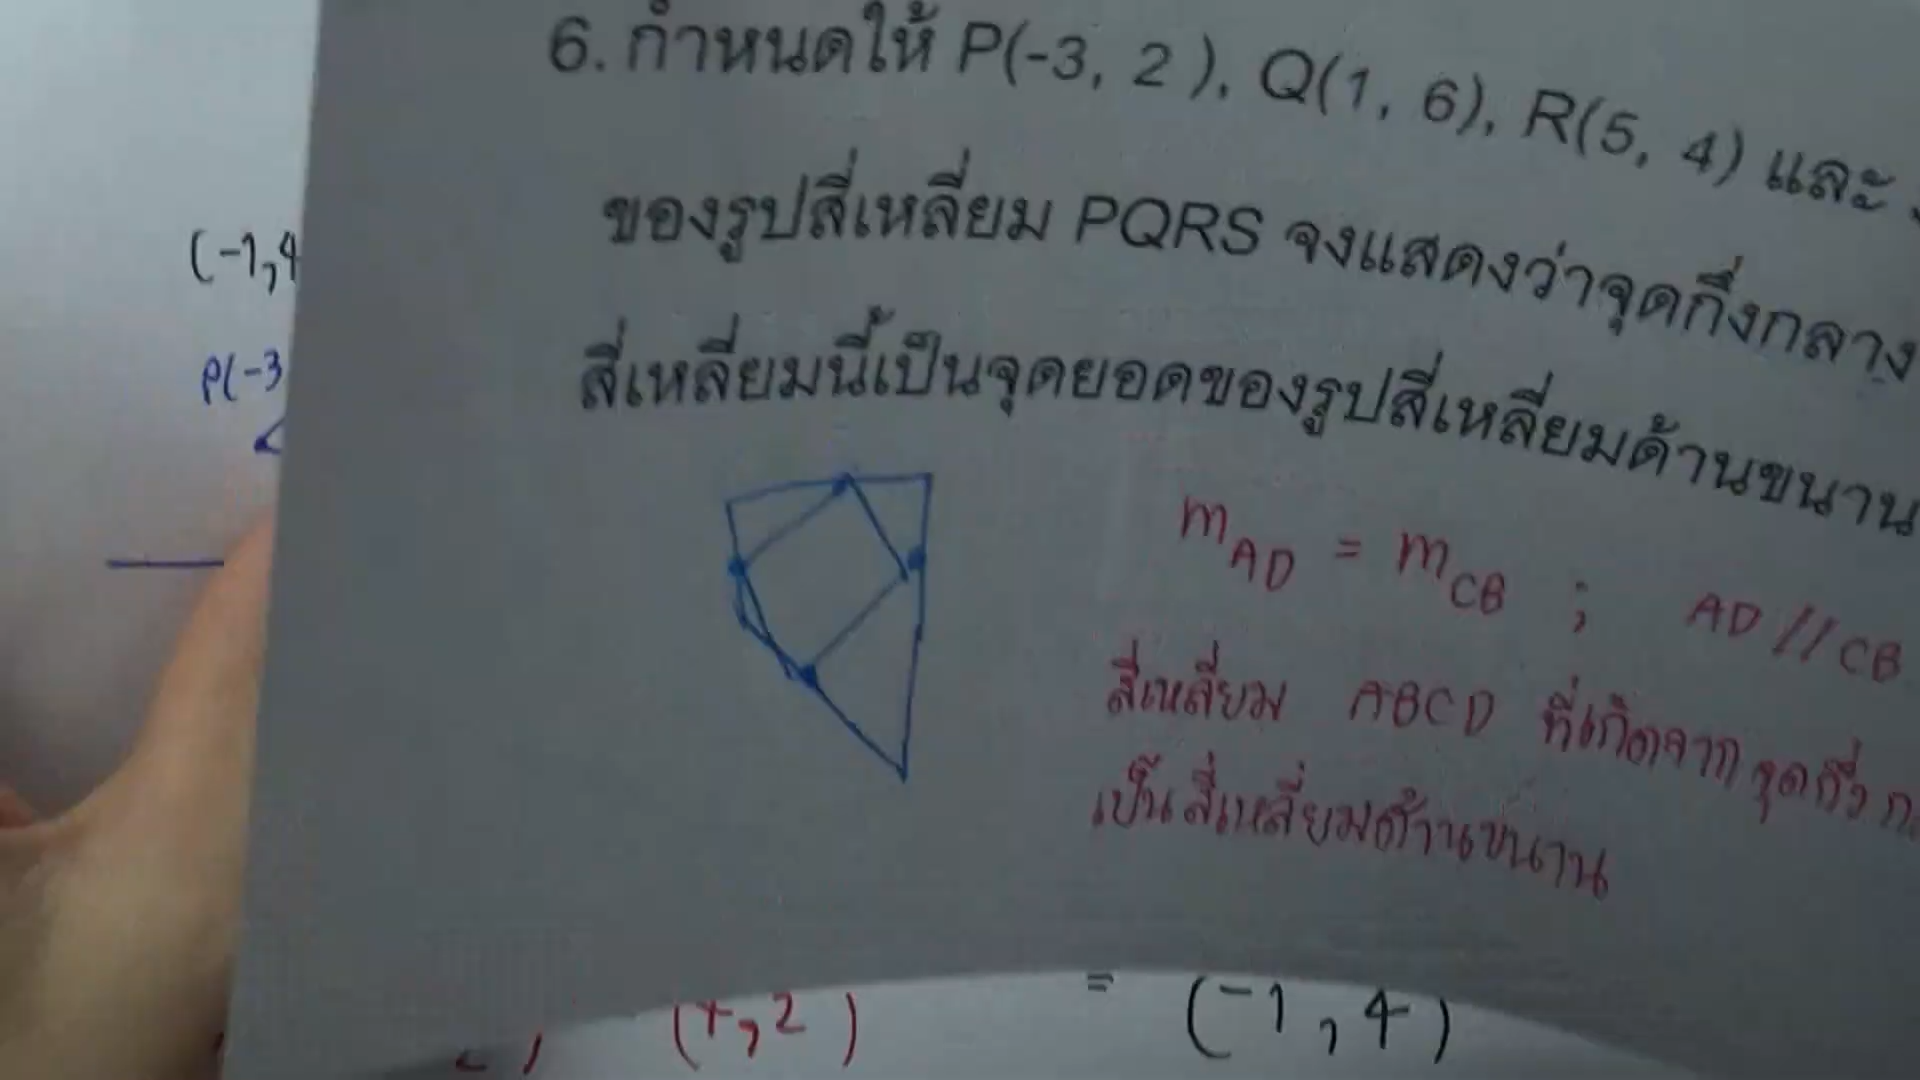 6. กำหนดให้ P(-3, 2 ), Q(1, 6), R(5, 4) และ
ของรูปสี่เหลี่ยม PQRS จงแสดงว่าจุดกึ่งกลาง
สี่เหลี่ยมนี้เป็นจุดยอดของรูปสี่เหลี่ยมด้านขนาน
(-1,4
P(-3
m AD = m CB ; AD // CB
สี่เหลี่ยม ABCD ที่เกิดจาก จุดกึ่ง
เป็นสี่เหลี่ยมด้านขนาน
,2 )
= (-1,4)